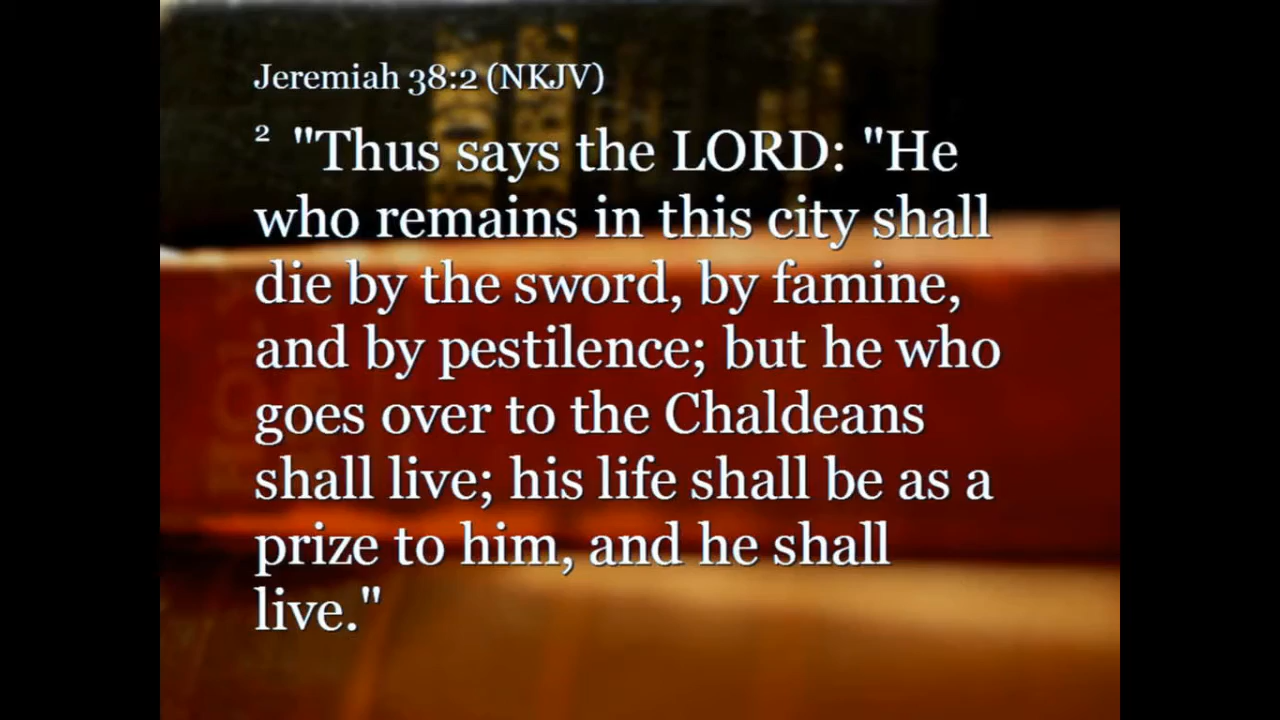 Jeremiah 38:2 (NKJV)
2 "Thus says the LORD: "He
who remains in this city shall
die by the sword, by famine,
and by pestilence; but he who
goes over to the Chaldeans
shall live; his life shall be as a
prize to him, and he shall
live."